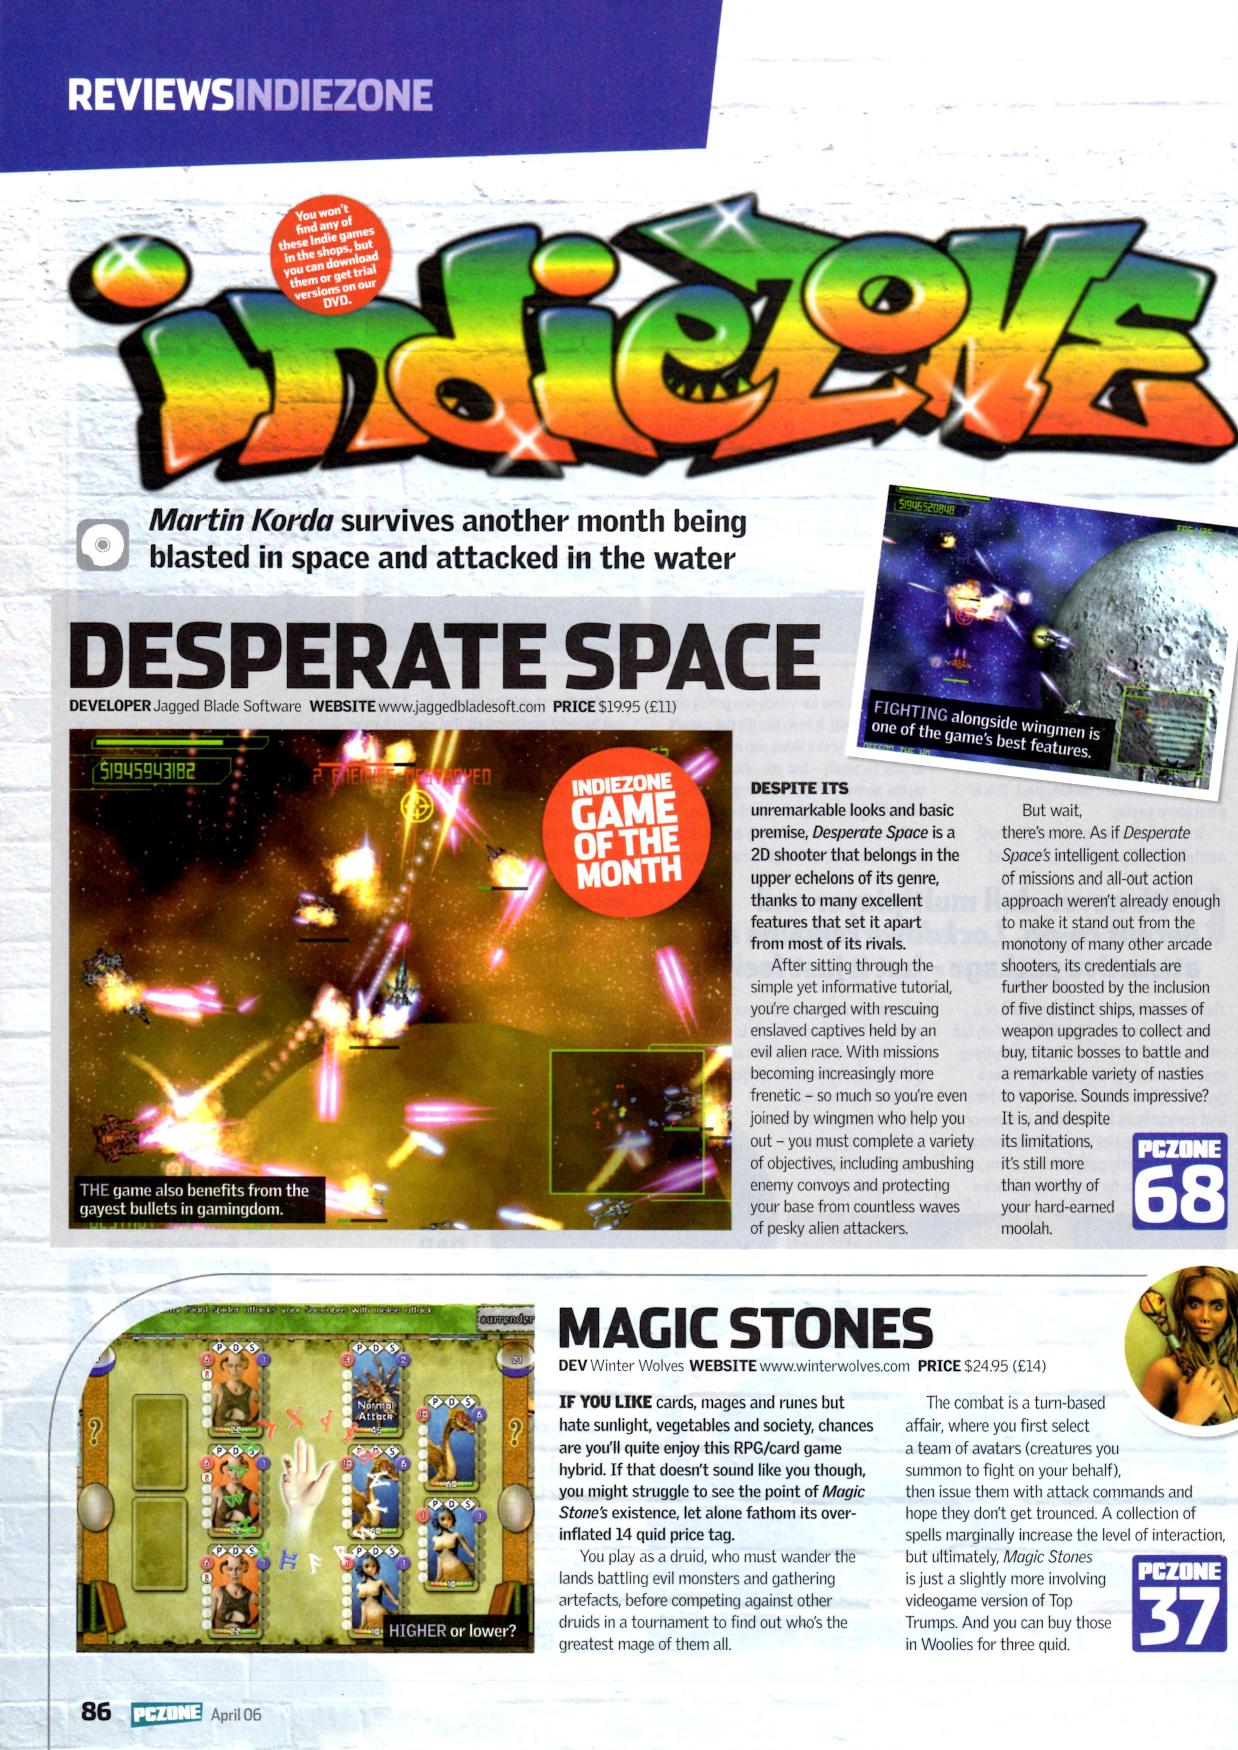 REVIEWSINDIEZONE
You won't
find any of
these Indie games
in the shops, but
you can download
them or get trial
versions on our
DVD.
indiezone
Martin Korda survives another month being
blasted in space and attacked in the water
51946520848
FIGHTING alongside wingmen is
one of the game's best features.
DESPERATE SPACE
DEVELOPER Jagged Blade Software WEBSITE www.jaggedbladesoft.com PRICE $1995 (£11)
51945943182
2 ENEMIES DESTROYED
INDIEZONE
GAME
OF THE
MONTH
THE game also benefits from the
gayest bullets in gamingdom.
DESPITE ITS
unremarkable looks and basic
premise, Desperate Space is a
2D shooter that belongs in the
upper echelons of its genre,
thanks to many excellent
features that set it apart
from most of its rivals.
After sitting through the
simple yet informative tutorial,
you're charged with rescuing
enslaved captives held by an
evil alien race. With missions
becoming increasingly more
frenetic – so much so you're even
joined by wingmen who help you
out – you must complete a variety
of objectives, including ambushing
enemy convoys and protecting
your base from countless waves
of pesky alien attackers.
But wait,
there's more. As if Desperate
Space's intelligent collection
of missions and all-out action
approach weren't already enough
to make it stand out from the
monotony of many other arcade
shooters, its credentials are
further boosted by the inclusion
of five distinct ships, masses of
weapon upgrades to collect and
buy, titanic bosses to battle and
a remarkable variety of nasties
to vaporise. Sounds impressive?
It is, and despite
its limitations,
it's still more
than worthy of
your hard-earned
moolah.
PCZONE
68
Giant Spider attacks your Succubus with melee attack
surrender
Normal
Attack
HIGHER or lower?
MAGIC STONES
DEV Winter Wolves WEBSITE www.winterwolves.com PRICE $24.95 (£14)
IF YOU LIKE cards, mages and runes but
hate sunlight, vegetables and society, chances
are you'll quite enjoy this RPG/card game
hybrid. If that doesn't sound like you though,
you might struggle to see the point of Magic
Stone's existence, let alone fathom its over-
inflated 14 quid price tag.
You play as a druid, who must wander the
lands battling evil monsters and gathering
artefacts, before competing against other
druids in a tournament to find out who's the
greatest mage of them all.
The combat is a turn-based
affair, where you first select
a team of avatars (creatures you
summon to fight on your behalf),
then issue them with attack commands and
hope they don't get trounced. A collection of
spells marginally increase the level of interaction,
but ultimately, Magic Stones
is just a slightly more involving
videogame version of Top
Trumps. And you can buy those
in Woolies for three quid.
PCZONE
37
86 PCZONE April 06